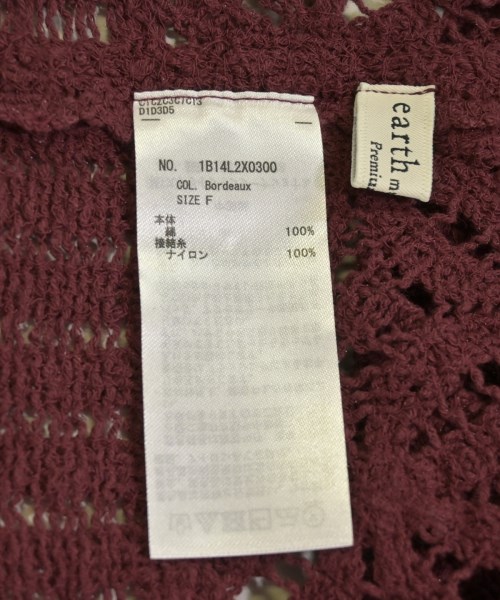 C1C2C3C7C13
D1D3D5
NO. 1B14L2X0300
COL. Bordeaux
SIZE F
本体
綿 100%
接結糸
ナイロン 100%
earth m
Premiu